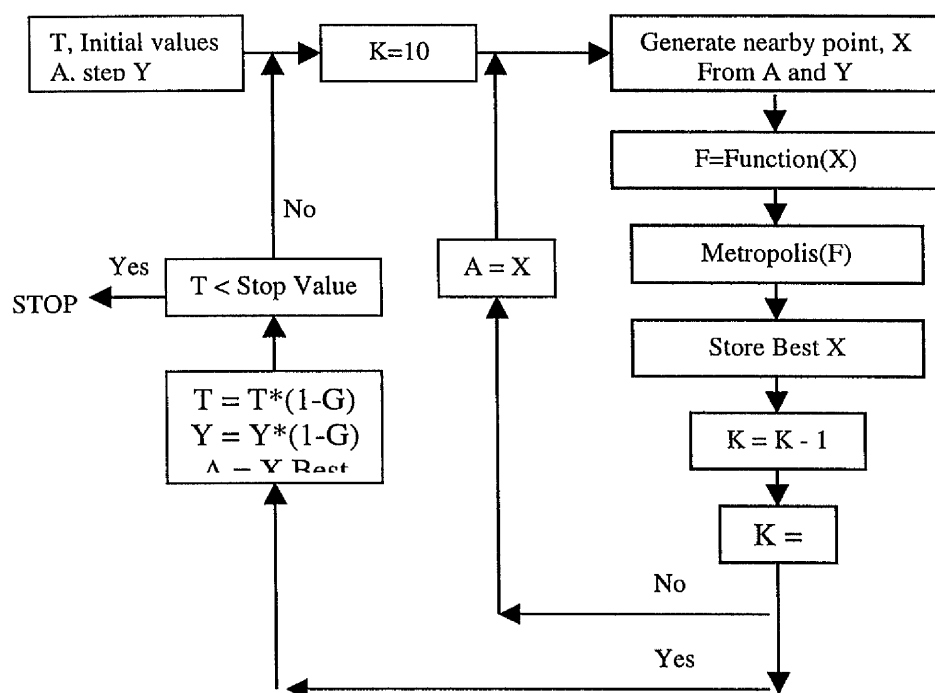 T, Initial values
A, step Y
K=10
Generate nearby point, X
From A and Y
F=Function(X)
Metropolis(F)
Store Best X
K = K - 1
K =
No
Yes
A = X
T = T*(1-G)
Y = Y*(1-G)
A = X Best
T < Stop Value
No
Yes
STOP